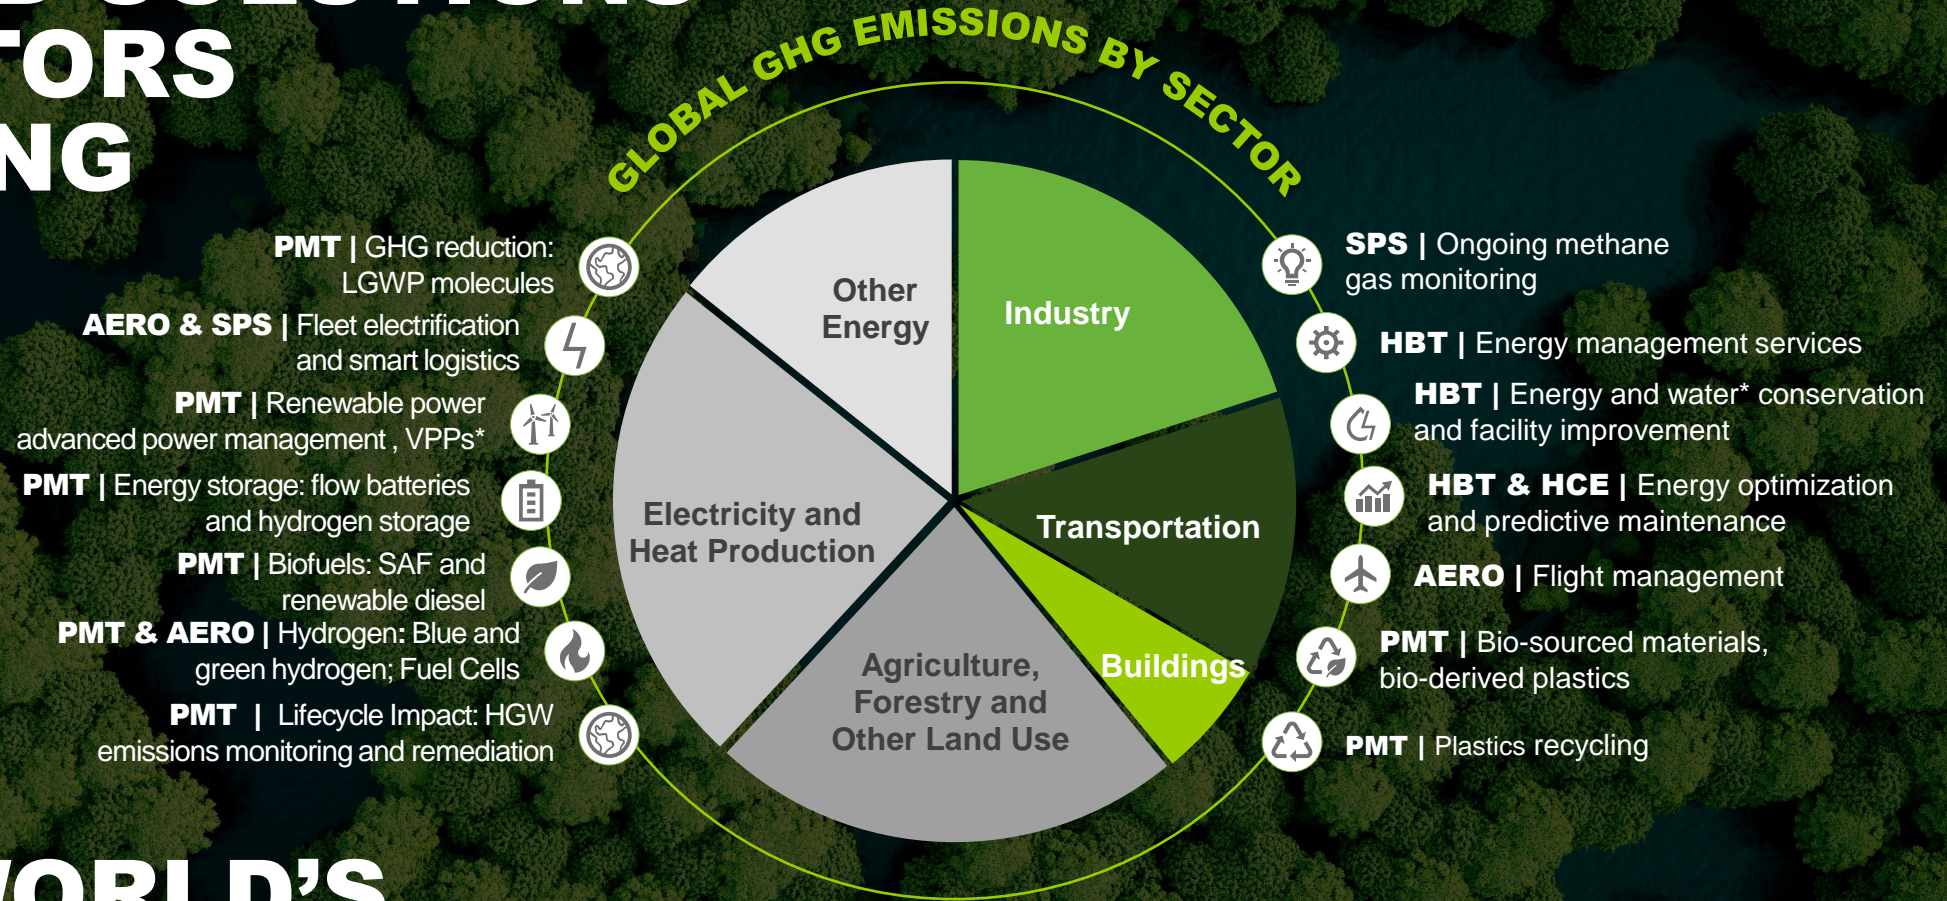 TORS
NG
GLOBAL GHG EMISSIONS BY SECTOR
PMT | GHG reduction:
LGWP molecules
AERO & SPS | Fleet electrification
and smart logistics
PMT | Renewable power
advanced power management , VPPs*
PMT | Energy storage: flow batteries
and hydrogen storage
PMT | Biofuels: SAF and
renewable diesel
PMT & AERO | Hydrogen: Blue and
green hydrogen; Fuel Cells
PMT | Lifecycle Impact: HGW
emissions monitoring and remediation
Other
Energy
Industry
Electricity and
Heat Production
Transportation
Agriculture,
Forestry and
Other Land Use
Buildings
SPS | Ongoing methane
gas monitoring
HBT | Energy management services
HBT | Energy and water* conservation
and facility improvement
HBT & HCE | Energy optimization
and predictive maintenance
AERO | Flight management
PMT | Bio-sourced materials,
bio-derived plastics
PMT | Plastics recycling
WORLD'S